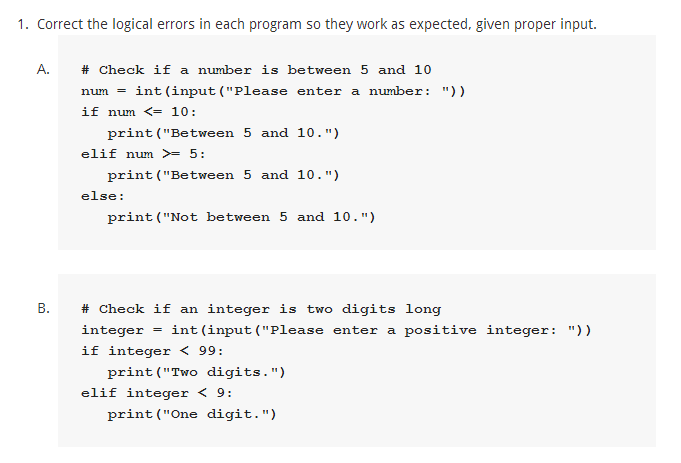 1. Correct the logical errors in each program so they work as expected, given proper input.
A.
# Check if a number is between 5 and 10
num = int(input("Please enter a number: "))
if num <= 10:
   print("Between 5 and 10.")
elif num >= 5:
   print("Between 5 and 10.")
else:
   print("Not between 5 and 10.")
B.
# Check if an integer is two digits long
integer = int(input("Please enter a positive integer: "))
if integer < 99:
   print("Two digits.")
elif integer < 9:
   print("One digit.")